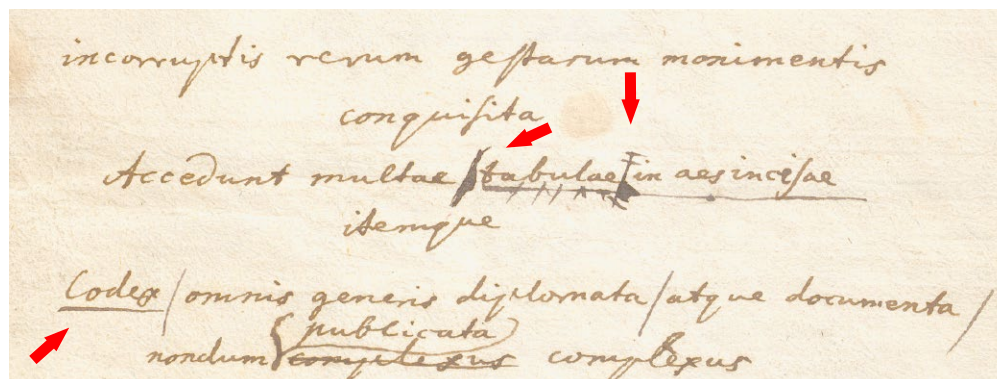 incorruptis rerum gestarum monimentis
conquisita
Accedunt multae tabulae in aes incisae
itemque
Codex / omnis generis diplomata / atque documenta /
publicata
nondum complexus complexus